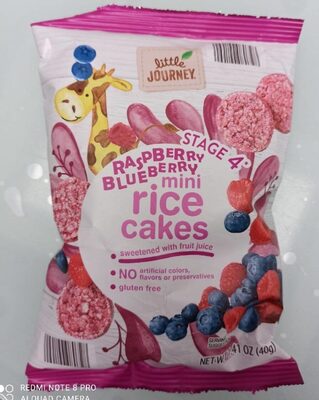 little
JOURNEY.
STAGE 4
RASPBERRY
BLUEBERRY
mini
rice
cakes
• sweetened with fruit juice
• NO artificial colors,
flavors or preservatives
• gluten free
41 OZ (40g)
NET WT
REDMI NOTE 8 PRO
AI QUAD CAMERA